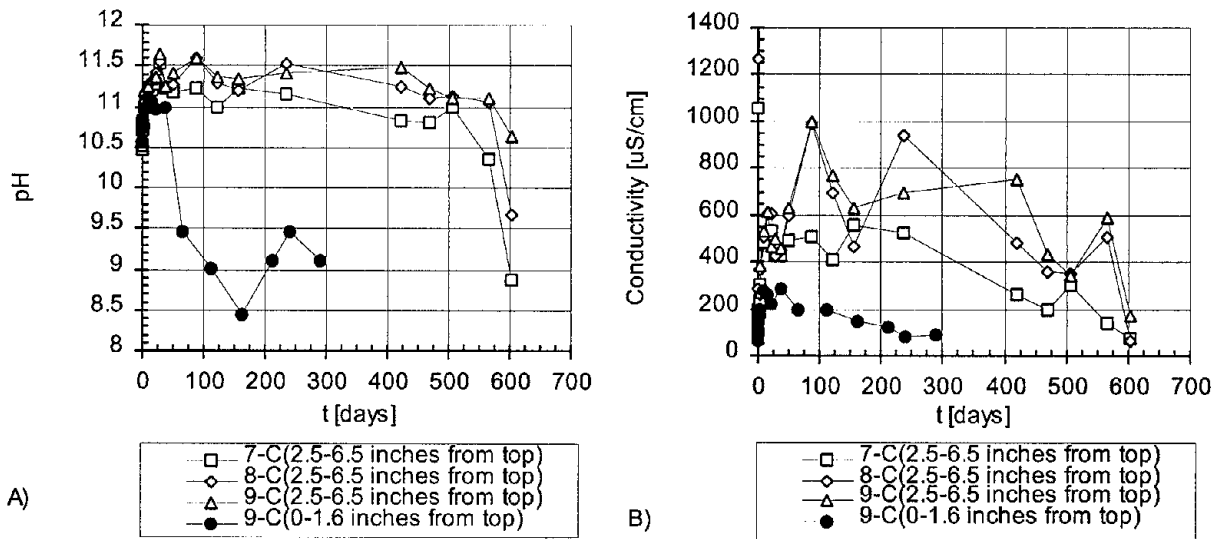 12
11.5
11
10.5
10
9.5
9
8.5
8
pH
0 100 200 300 400 500 600 700
t [days]
7-C(2.5-6.5 inches from top)
8-C(2.5-6.5 inches from top)
9-C(2.5-6.5 inches from top)
9-C(0-1.6 inches from top)
A)
1400
1200
1000
800
600
400
200
0
Conductivity [uS/cm]
0 100 200 300 400 500 600 700
t [days]
7-C(2.5-6.5 inches from top)
8-C(2.5-6.5 inches from top)
9-C(2.5-6.5 inches from top)
9-C(0-1.6 inches from top)
B)